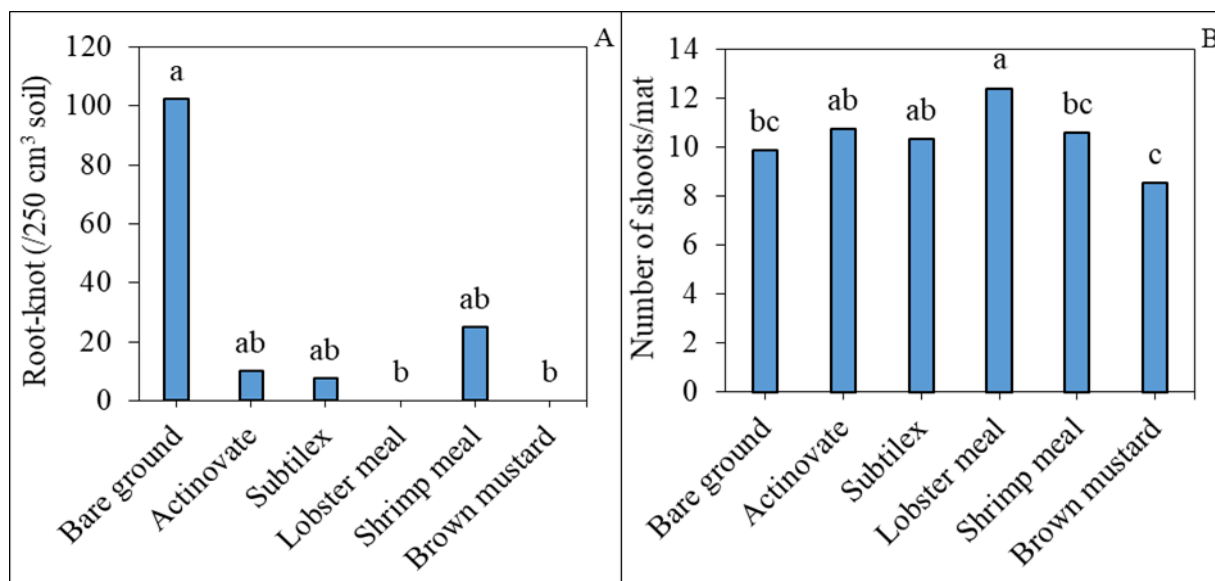 A
Root-knot (/250 cm³ soil)
120
100
80
60
40
20
0
a
ab
ab
b
ab
b
Bare ground
Actinovate
Subtilex
Lobster meal
Shrimp meal
Brown mustard
B
Number of shoots/mat
14
12
10
8
6
4
2
0
bc
ab
ab
a
bc
c
Bare ground
Actinovate
Subtilex
Lobster meal
Shrimp meal
Brown mustard